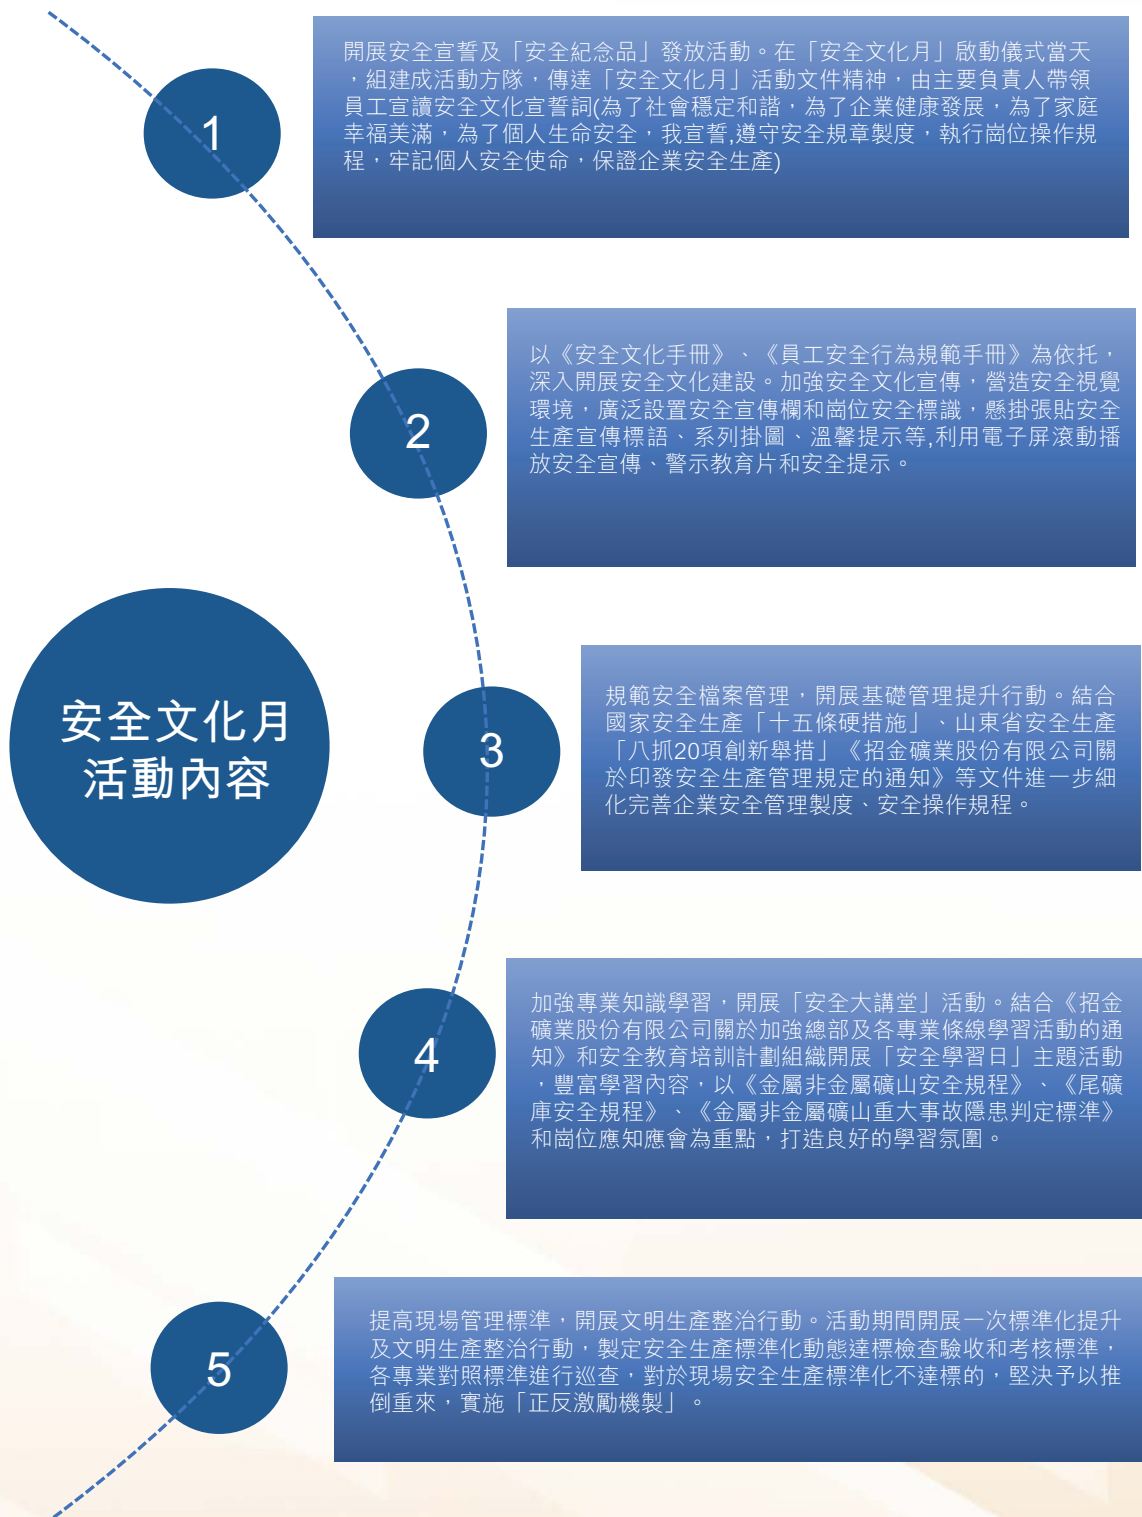 1
開展安全宣誓及「安全紀念品」發放活動。在「安全文化月」啟動儀式當天
，組建成活動方隊，傳達「安全文化月」活動文件精神，由主要負責人帶領
員工宣讀安全文化宣誓詞(為了社會穩定和諧，為了企業健康發展，為了家庭
幸福美滿，為了個人生命安全，我宣誓,遵守安全規章製度，執行崗位操作規
程，牢記個人安全使命，保證企業安全生產)
2
以《安全文化手冊》、《員工安全行為規範手冊》為依托，
深入開展安全文化建設。加強安全文化宣傳，營造安全視覺
環境，廣泛設置安全宣傳欄和崗位安全標識，懸掛張貼安全
生產宣傳標語、系列掛圖、溫馨提示等,利用電子屏滾動播
放安全宣傳、警示教育片和安全提示。
安全文化月
活動內容
3
規範安全檔案管理，開展基礎管理提升行動。結合
國家安全生產「十五條硬措施」、山東省安全生產
「八抓20項創新舉措」《招金礦業股份有限公司關
於印發安全生產管理規定的通知》等文件進一步細
化完善企業安全管理製度、安全操作規程。
4
加強專業知識學習，開展「安全大講堂」活動。結合《招金
礦業股份有限公司關於加強總部及各專業條線學習活動的通
知》和安全教育培訓計劃組織開展「安全學習日」主題活動
，豐富學習內容，以《金屬非金屬礦山安全規程》、《尾礦
庫安全規程》、《金屬非金屬礦山重大事故隱患判定標準》
和崗位應知應會為重點，打造良好的學習氛圍。
5
提高現場管理標準，開展文明生產整治行動。活動期間開展一次標準化提升
及文明生產整治行動，製定安全生產標準化動態達標檢查驗收和考核標準，
各專業對照標準進行巡查，對於現場安全生產標準化不達標的，堅決予以推
倒重來，實施「正反激勵機製」。